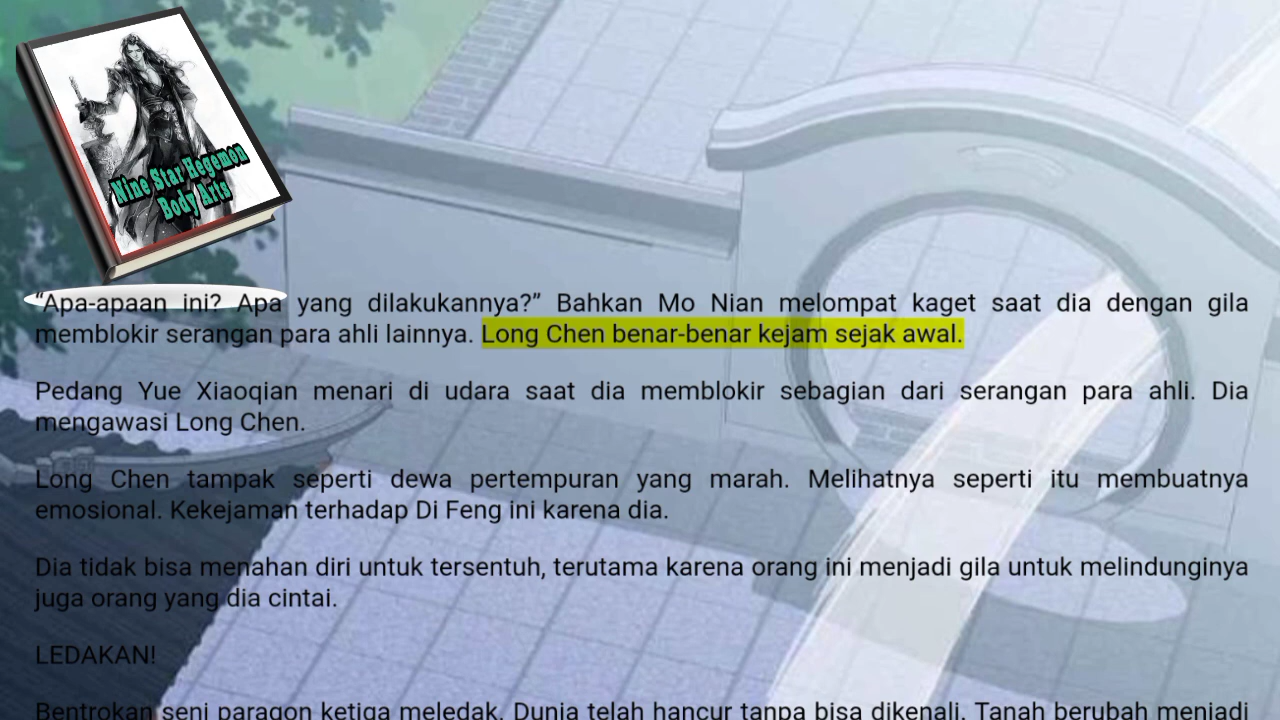 Nine Star Hegemon
Body Arts
“Apa-apaan ini? Apa yang dilakukannya?” Bahkan Mo Nian melompat kaget saat dia dengan gila
memblokir serangan para ahli lainnya. Long Chen benar-benar kejam sejak awal.
Pedang Yue Xiaoqian menari di udara saat dia memblokir sebagian dari serangan para ahli. Dia
mengawasi Long Chen.
Long Chen tampak seperti dewa pertempuran yang marah. Melihatnya seperti itu membuatnya
emosional. Kekejaman terhadap Di Feng ini karena dia.
Dia tidak bisa menahan diri untuk tersentuh, terutama karena orang ini menjadi gila untuk melindunginya
juga orang yang dia cintai.
LEDAKAN!
Bentrokan seni paragon ketiga meledak. Dunia telah hancur tanpa bisa dikenali. Tanah berubah menjadi